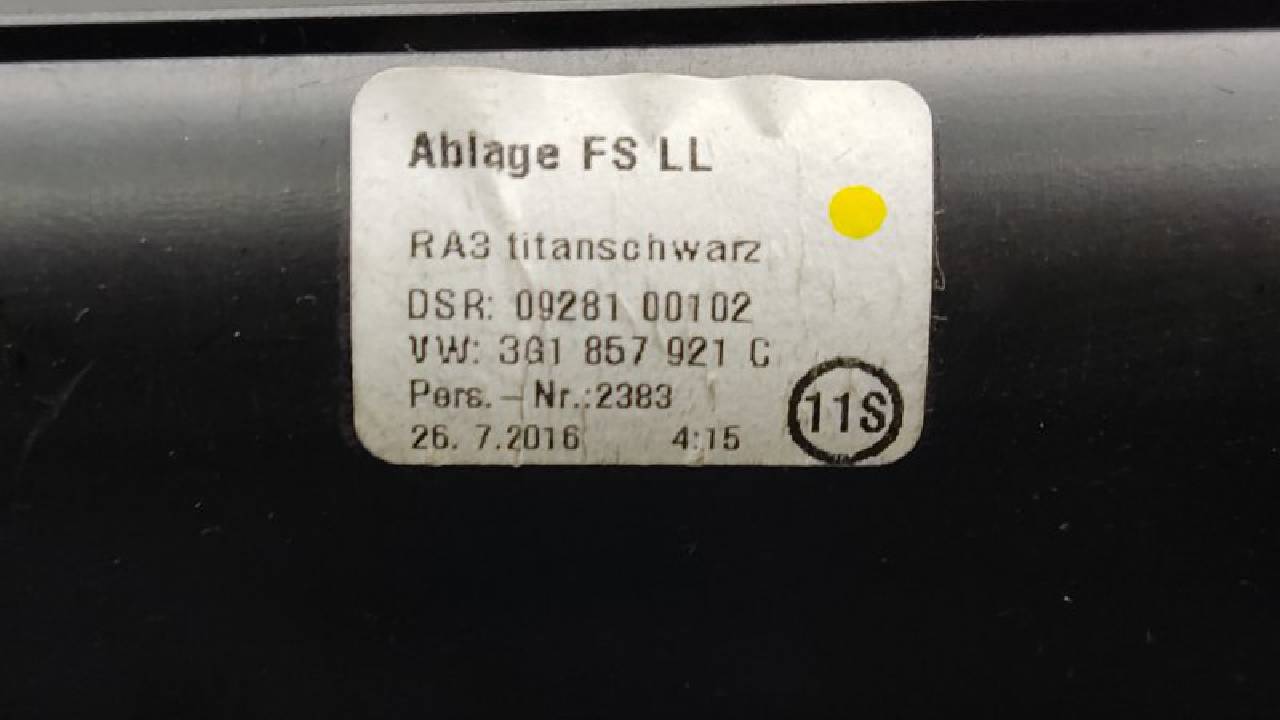 Ablage FS LL
RA3 titanschwarz
DSR: 09281 00102
VW: 3G1 857 921 C
Pers. - Nr.:2383
26. 7.2016 4:15
11S